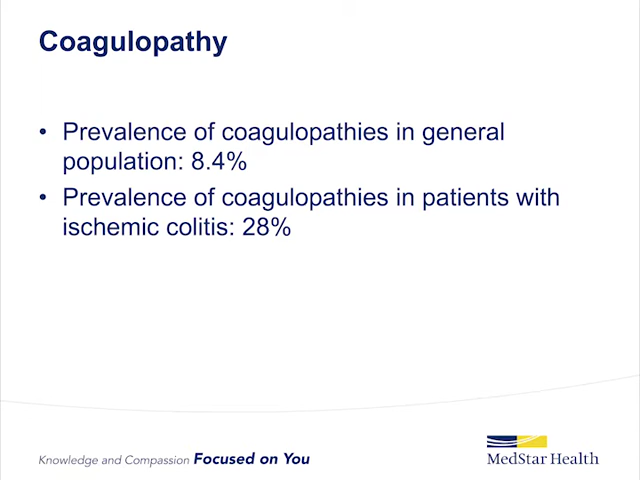 Coagulopathy
• Prevalence of coagulopathies in general
population: 8.4%
• Prevalence of coagulopathies in patients with
ischemic colitis: 28%
Knowledge and Compassion Focused on You
MedStar Health